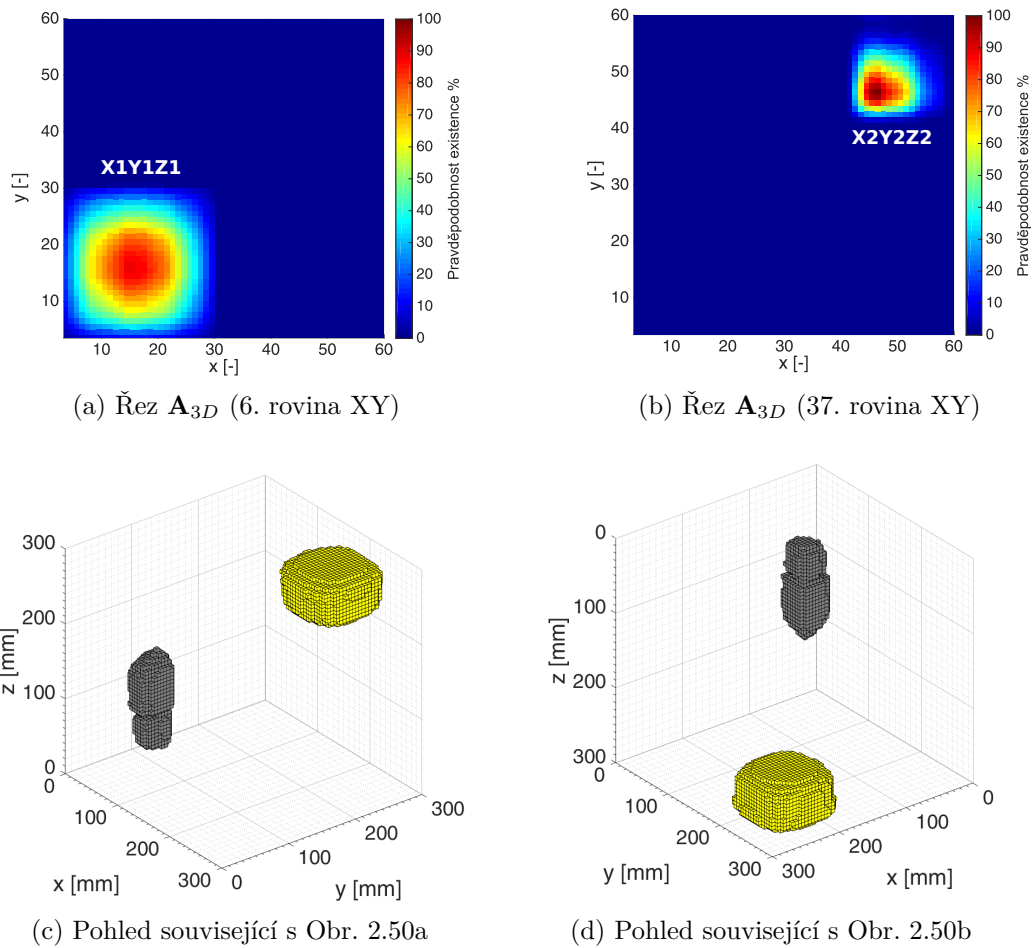 60
50
40
30
20
10
y [-]
X1Y1Z1
10 20 30 40 50 60
x [-]
100
90
80
70
60
50
40
30
20
10
0
Pravděpodobnost existence %
60
50
40
30
20
10
y [-]
X2Y2Z2
10 20 30 40 50 60
x [-]
100
90
80
70
60
50
40
30
20
10
0
Pravděpodobnost existence %
(a) Řez A3D (6. rovina XY)
(b) Řez A3D (37. rovina XY)
300
200
100
0
z [mm]
0
100
200
300
x [mm]
0
100
200
300
y [mm]
0
100
200
300
z [mm]
0
100
200
300
y [mm]
300
200
100
0
x [mm]
(c) Pohled související s Obr. 2.50a
(d) Pohled související s Obr. 2.50b